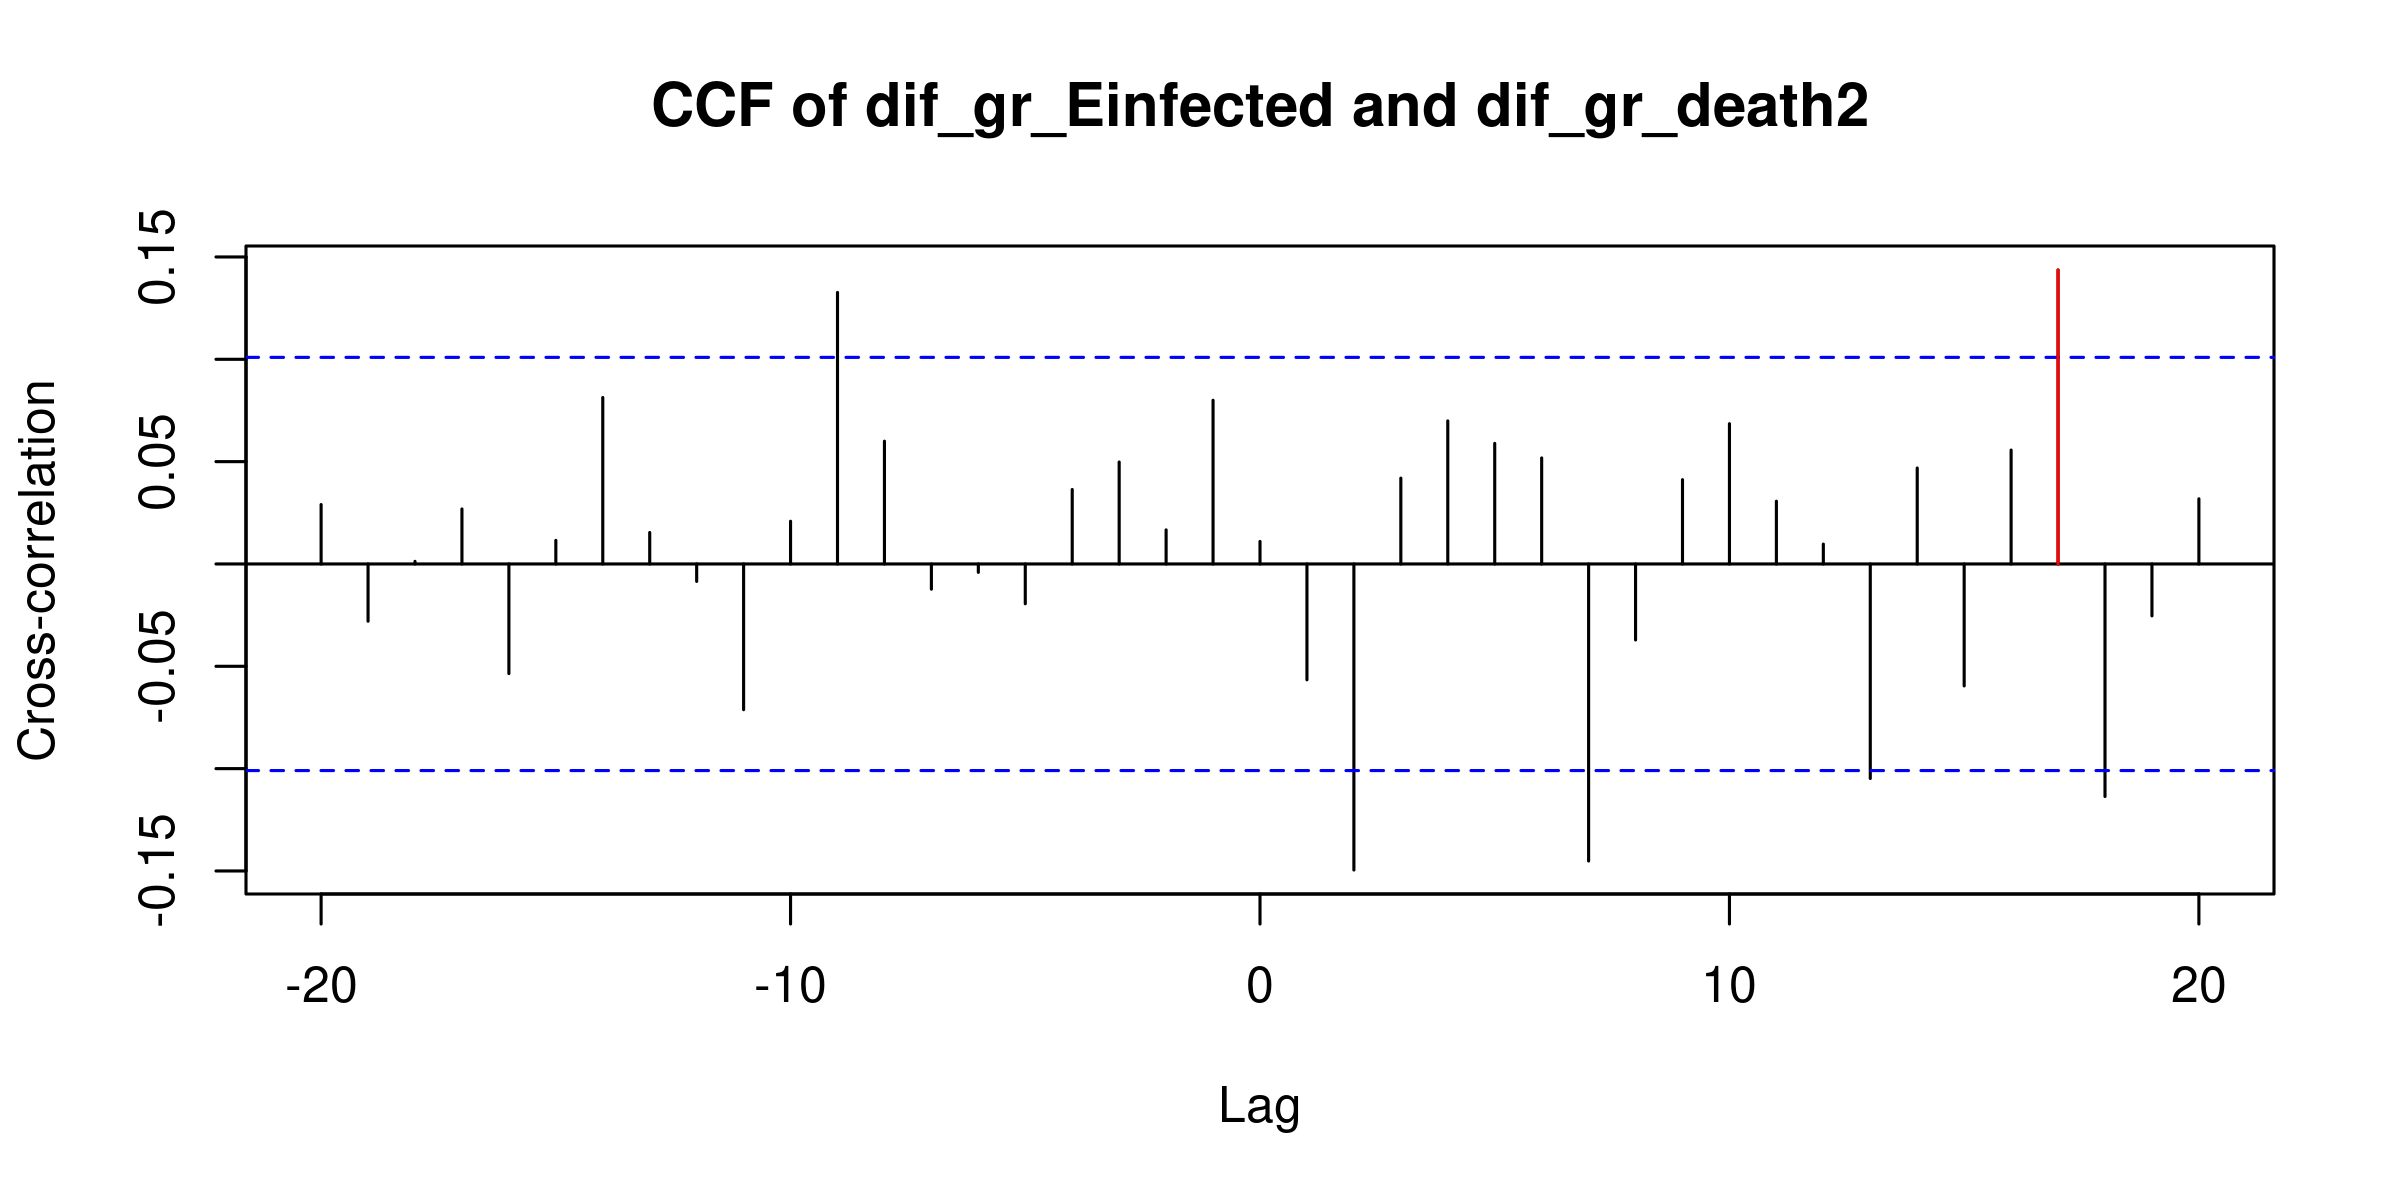 CCF of dif_gr_Einfected and dif_gr_death2
Cross-correlation
0.15
0.05
-0.05
-0.15
-20 -10 0 10 20
Lag